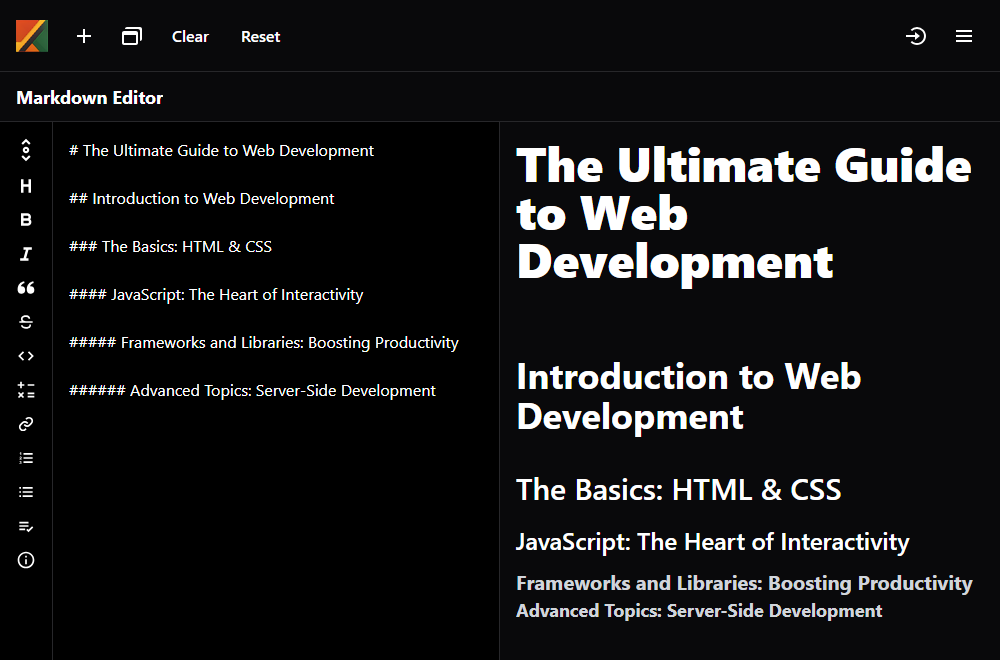 Clear Reset
Markdown Editor
# The Ultimate Guide to Web Development
## Introduction to Web Development
### The Basics: HTML & CSS
#### JavaScript: The Heart of Interactivity
##### Frameworks and Libraries: Boosting Productivity
###### Advanced Topics: Server-Side Development
The Ultimate Guide
to Web
Development
Introduction to Web
Development
The Basics: HTML & CSS
JavaScript: The Heart of Interactivity
Frameworks and Libraries: Boosting Productivity
Advanced Topics: Server-Side Development